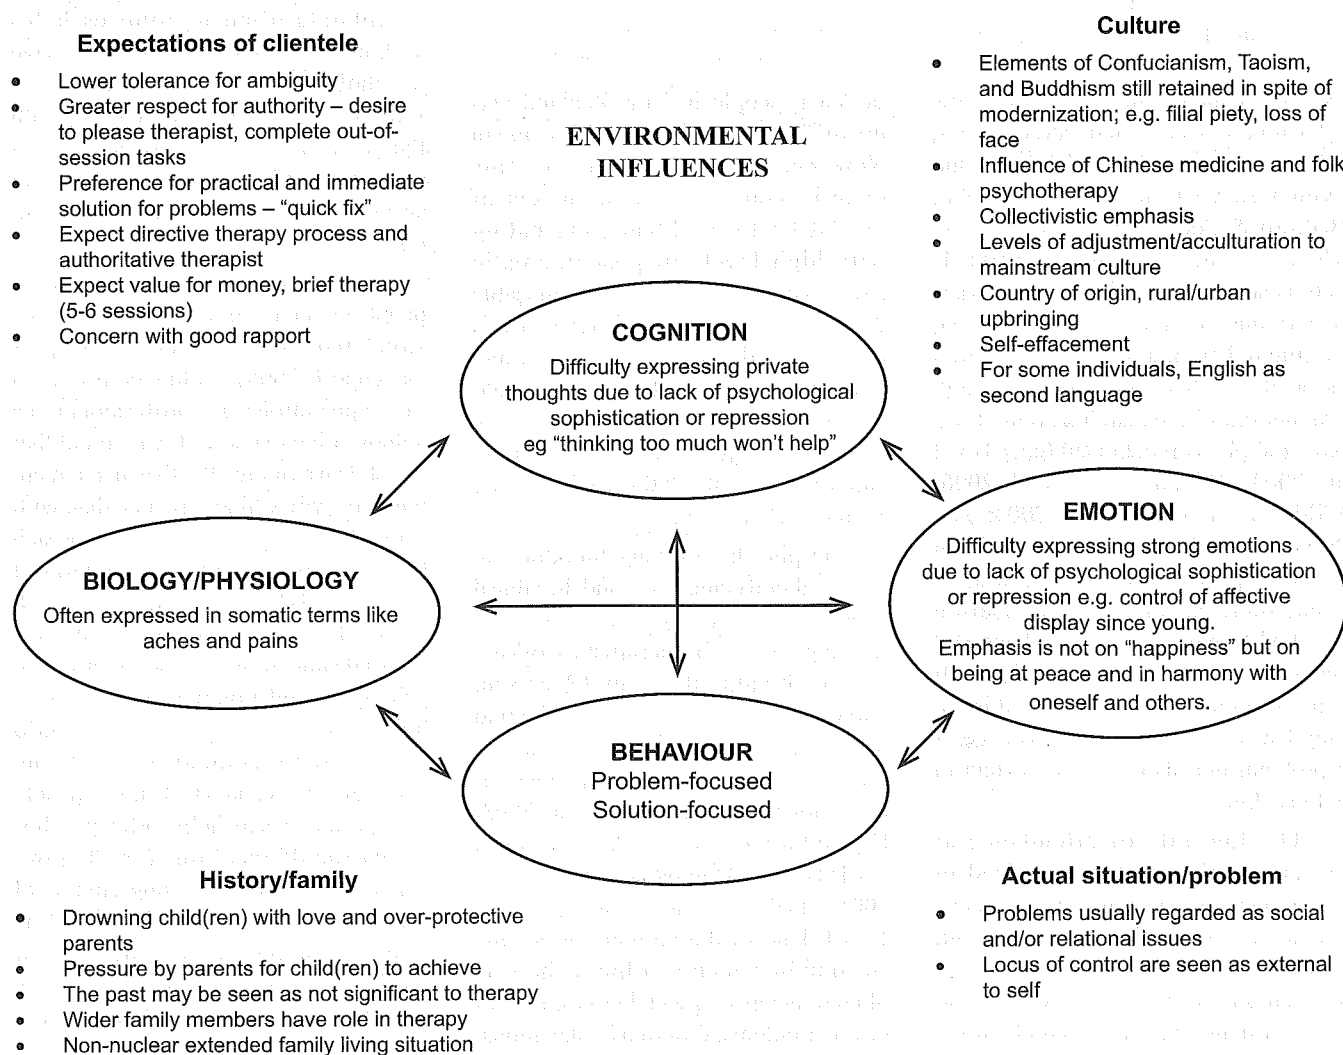 Expectations of clientele
• Lower tolerance for ambiguity
• Greater respect for authority – desire
to please therapist, complete out-of-
session tasks
• Preference for practical and immediate
solution for problems – “quick fix”
• Expect directive therapy process and
authoritative therapist
• Expect value for money, brief therapy
(5-6 sessions)
• Concern with good rapport
ENVIRONMENTAL
INFLUENCES
Culture
• Elements of Confucianism, Taoism,
and Buddhism still retained in spite of
modernization; e.g. filial piety, loss of
face
• Influence of Chinese medicine and folk
psychotherapy
• Collectivistic emphasis
• Levels of adjustment/acculturation to
mainstream culture
• Country of origin, rural/urban
upbringing
• Self-effacement
• For some individuals, English as
second language
COGNITION
Difficulty expressing private
thoughts due to lack of psychological
sophistication or repression
eg “thinking too much won’t help”
BIOLOGY/PHYSIOLOGY
Often expressed in somatic terms like
aches and pains
EMOTION
Difficulty expressing strong emotions
due to lack of psychological sophistication
or repression e.g. control of affective
display since young.
Emphasis is not on “happiness” but on
being at peace and in harmony with
oneself and others.
BEHAVIOUR
Problem-focused
Solution-focused
History/family
• Drowning child(ren) with love and over-protective
parents
• Pressure by parents for child(ren) to achieve
• The past may be seen as not significant to therapy
• Wider family members have role in therapy
• Non-nuclear extended family living situation
Actual situation/problem
• Problems usually regarded as social
and/or relational issues
• Locus of control are seen as external
to self